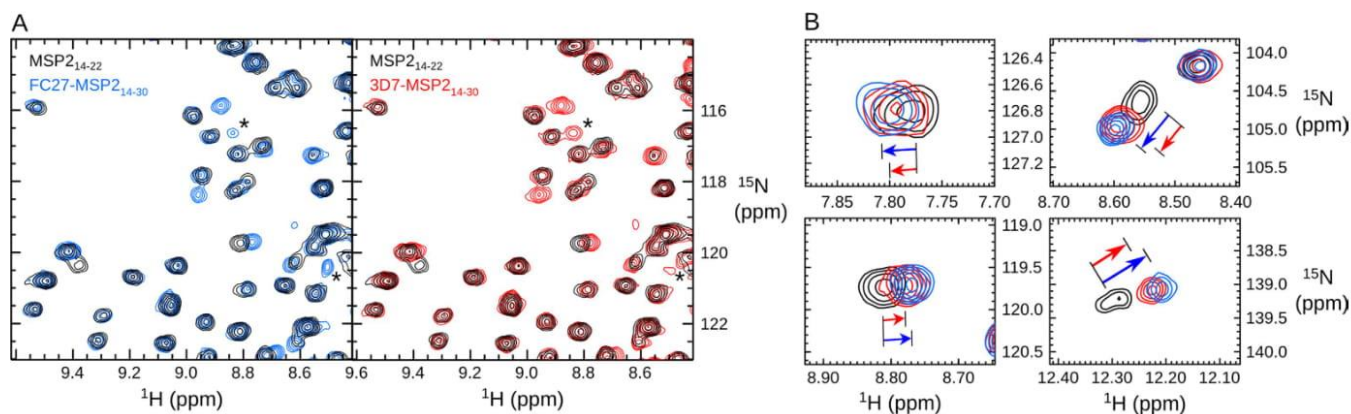 A
MSP2₁₄₋₂₂
FC27-MSP2₁₄₋₃₀
*
*
MSP2₁₄₋₂₂
3D7-MSP2₁₄₋₃₀
*
*
116
118
120
122
¹⁵N
(ppm)
9.4 9.2 9.0 8.8 8.6 9.6 9.4 9.2 9.0 8.8 8.6
¹H (ppm) ¹H (ppm)
B
126.4
126.6
126.8
127.0
127.2
7.85 7.80 7.75 7.70
104.0
104.5
105.0
105.5
¹⁵N
(ppm)
8.70 8.60 8.50 8.40
119.0
119.5
120.0
120.5
8.90 8.80 8.70
¹H (ppm)
138.5
139.0
139.5
140.0
¹⁵N
(ppm)
12.40 12.30 12.20 12.10
¹H (ppm)